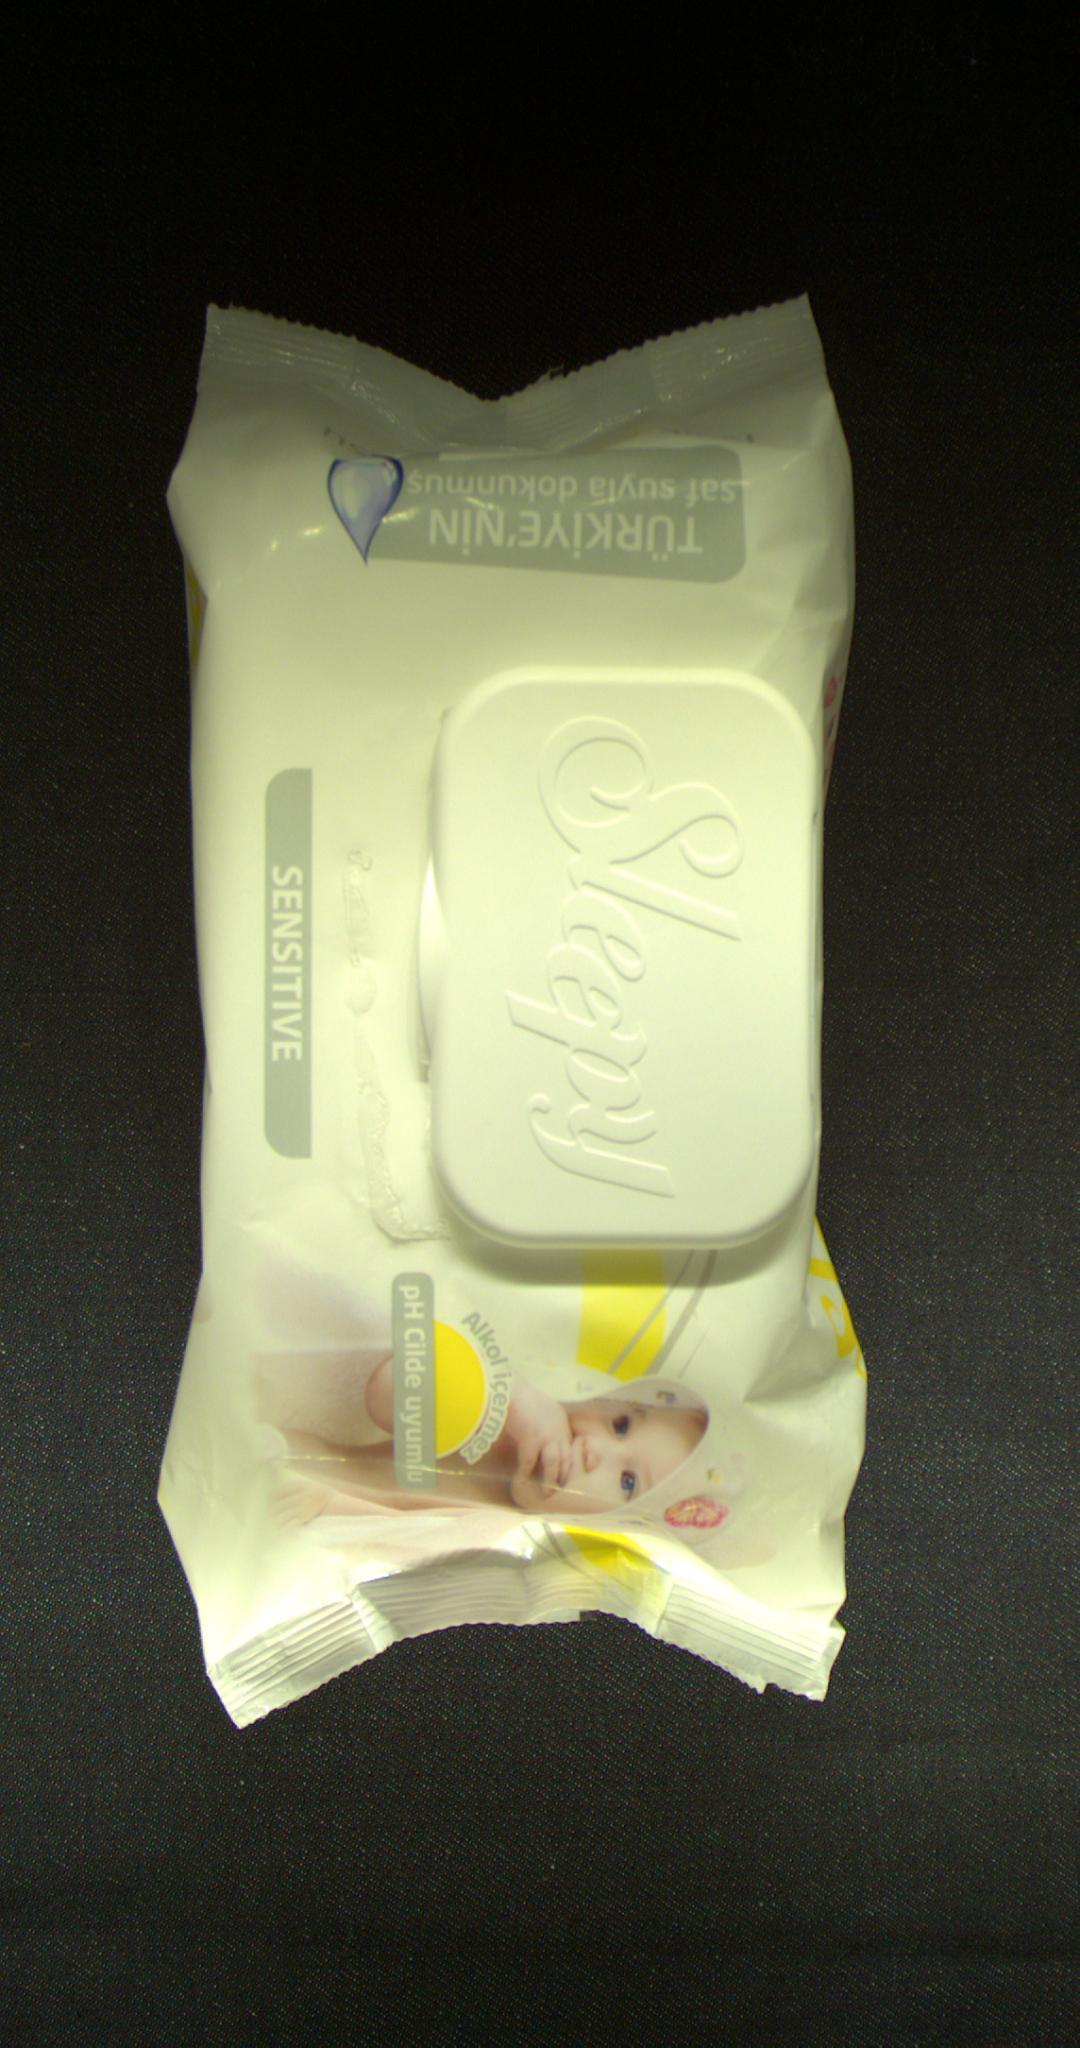 Sleepy
SENSITIVE
TÜRKİYE'NİN
saf suyla dokunmuş
Alkol içermez
pH Cilde uyumlu